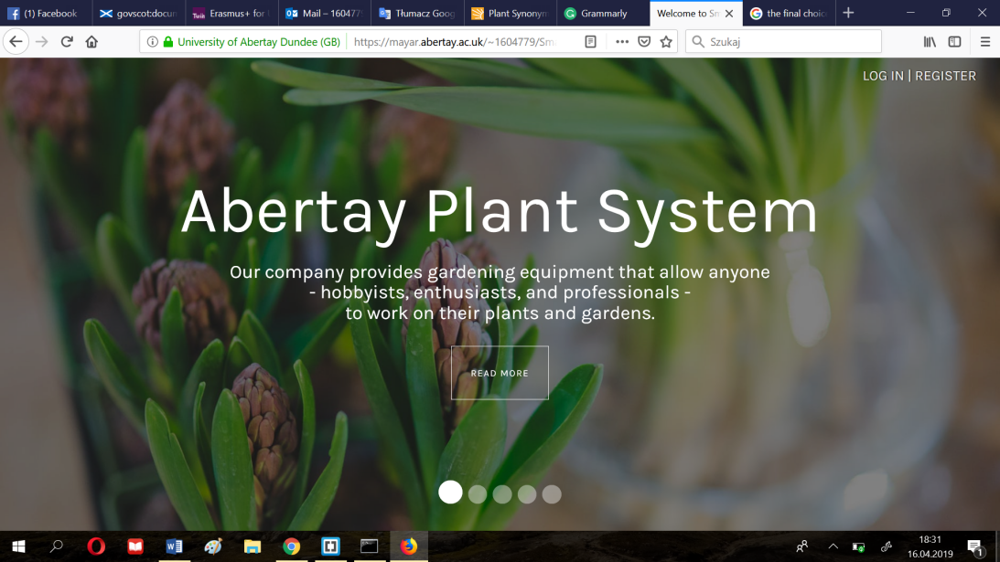 (1) Facebook
govscot:docun
Erasmus+ for
Mail – 160477
Tłumacz Goog
Plant Synonym
Grammarly
Welcome to Sm
the final choic
University of Abertay Dundee (GB)
https://mayar.abertay.ac.uk/~1604779/Sma
Szukaj
LOG IN | REGISTER
Abertay Plant System
Our company provides gardening equipment that allow anyone
- hobbyists, enthusiasts, and professionals -
to work on their plants and gardens.
READ MORE
18:31
16.04.2019
1